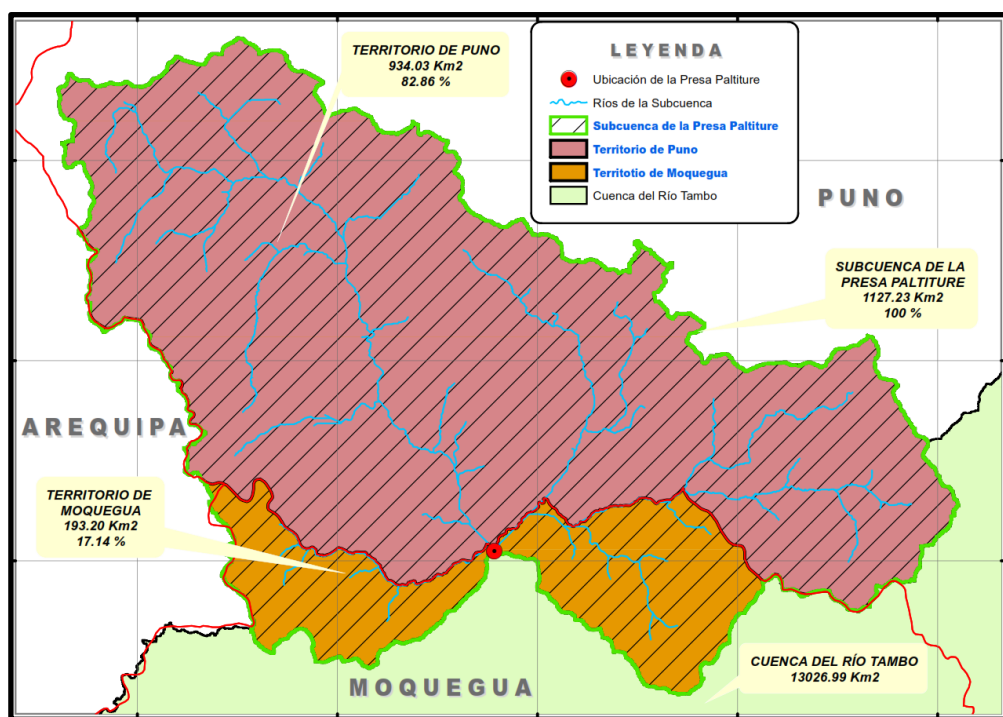 TERRITORIO DE PUNO
934.03 Km2
82.86 %
LEYENDA
Ubicación de la Presa Paltiture
Ríos de la Subcuenca
Subcuenca de la Presa Paltiture
Territorio de Puno
Territotio de Moquegua
Cuenca del Río Tambo
PUNO
SUBCUENCA DE LA
PRESA PALTITURE
1127.23 Km2
100 %
AREQUIPA
TERRITORIO DE
MOQUEGUA
193.20 Km2
17.14 %
CUENCA DEL RÍO TAMBO
13026.99 Km2
MOQUEGUA